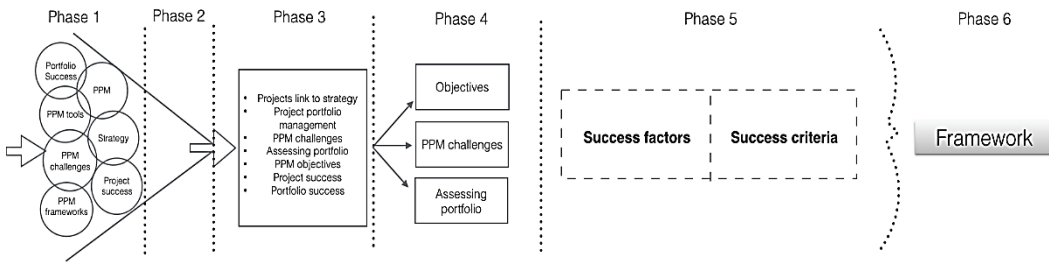 Phase 1
Phase 2
Phase 3
Phase 4
Phase 5
Phase 6
Portfolio
Success
PPM
PPM tools
Strategy
PPM
challenges
Project
success
PPM
frameworks
• Projects link to strategy
• Project portfolio
management
• PPM challenges
• Assessing portfolio
• PPM objectives
• Project success
• Portfolio success
Objectives
PPM challenges
Assessing
portfolio
Success factors
Success criteria
Framework